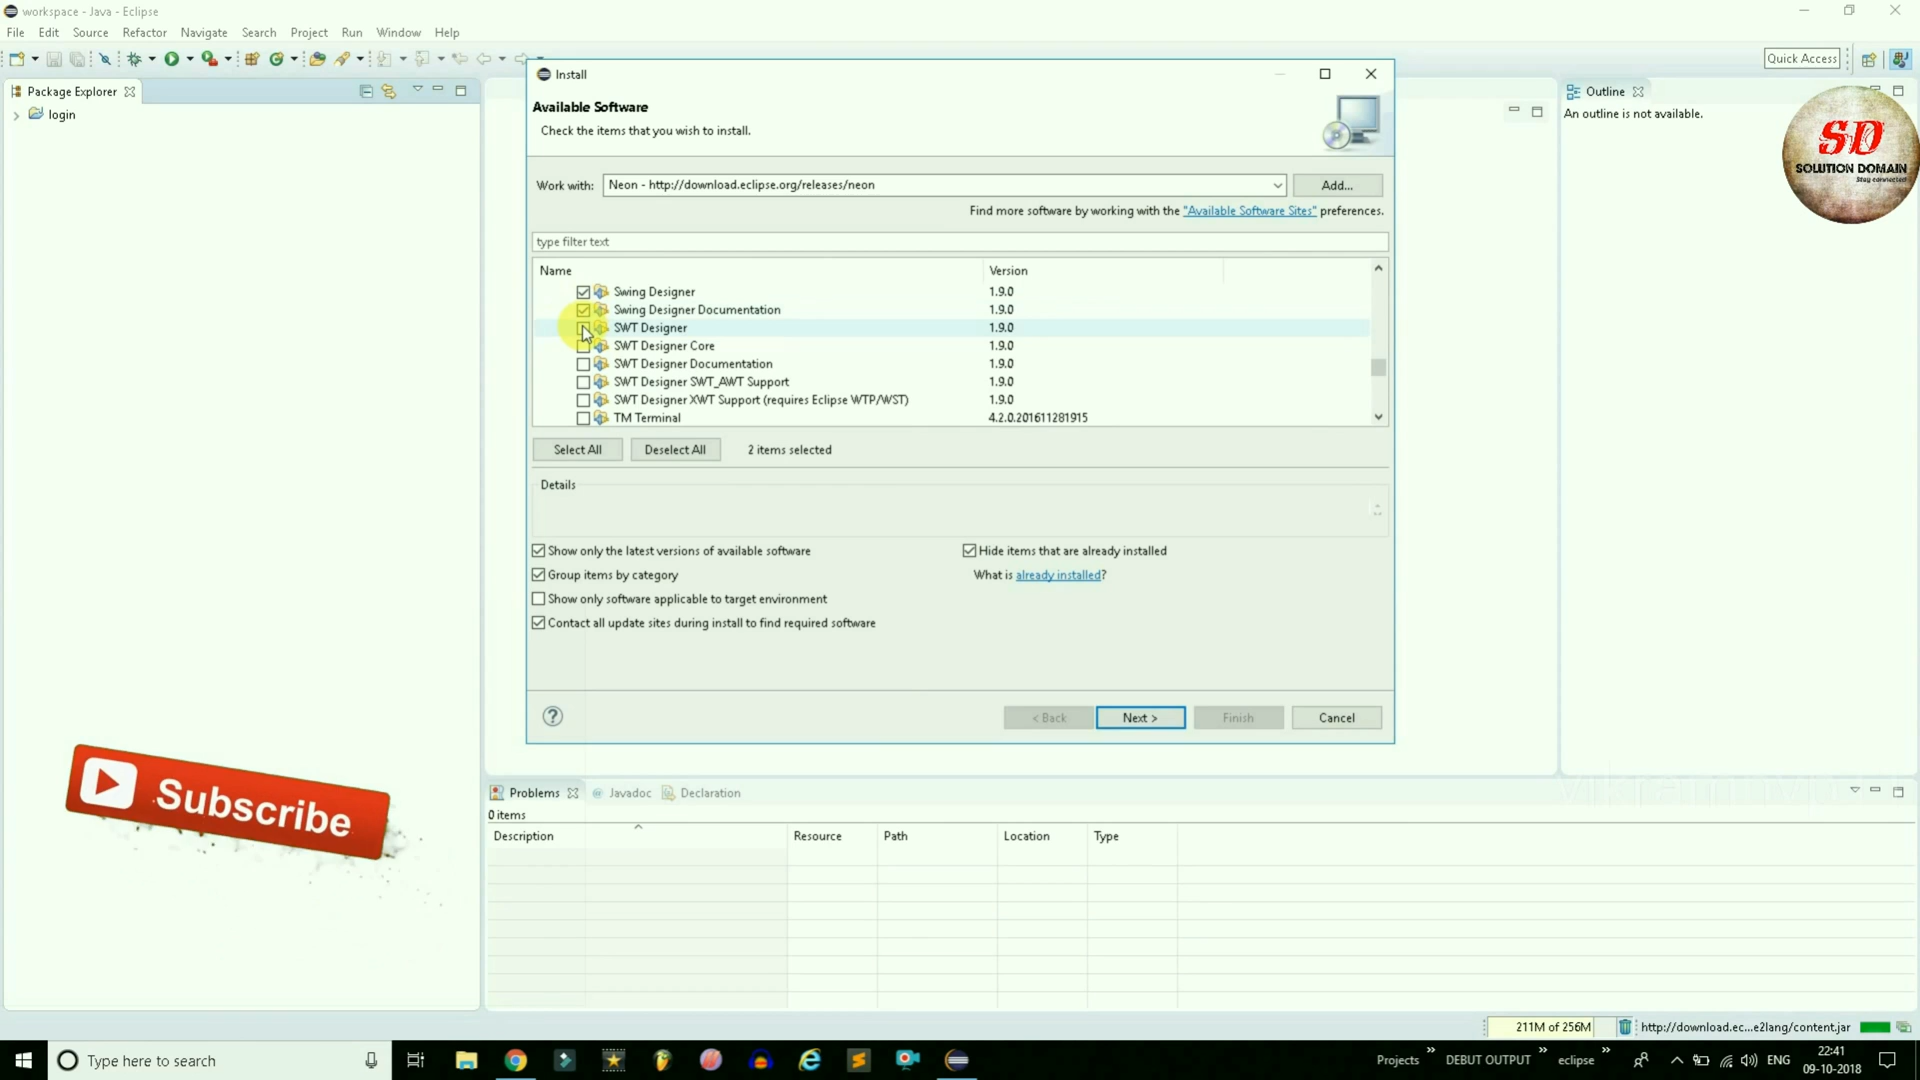 workspace - Java - Eclipse
File Edit Source Refactor Navigate Search Project Run Window Help
Quick Access
Package Explorer
login
Install
Available Software
Check the items that you wish to install.
Work with: Neon - http://download.eclipse.org/releases/neon Add...
Find more software by working with the "Available Software Sites" preferences.
type filter text
Name Version
Swing Designer 1.9.0
Swing Designer Documentation 1.9.0
SWT Designer 1.9.0
SWT Designer Core 1.9.0
SWT Designer Documentation 1.9.0
SWT Designer SWT_AWT Support 1.9.0
SWT Designer XWT Support (requires Eclipse WTP/WST) 1.9.0
TM Terminal 4.2.0.201611281915
Select All Deselect All 2 items selected
Details
Show only the latest versions of available software Hide items that are already installed
Group items by category What is already installed?
Show only software applicable to target environment
Contact all update sites during install to find required software
? < Back Next > Finish Cancel
Outline
An outline is not available.
SD
SOLUTION DOMAIN
Stay connected
Subscribe
Problems Javadoc Declaration
0 items
Description Resource Path Location Type
211M of 256M http://download.ec...e2lang/content.jar
Type here to search
Projects » DEBUT OUTPUT » eclipse » ENG 22:41
09-10-2018